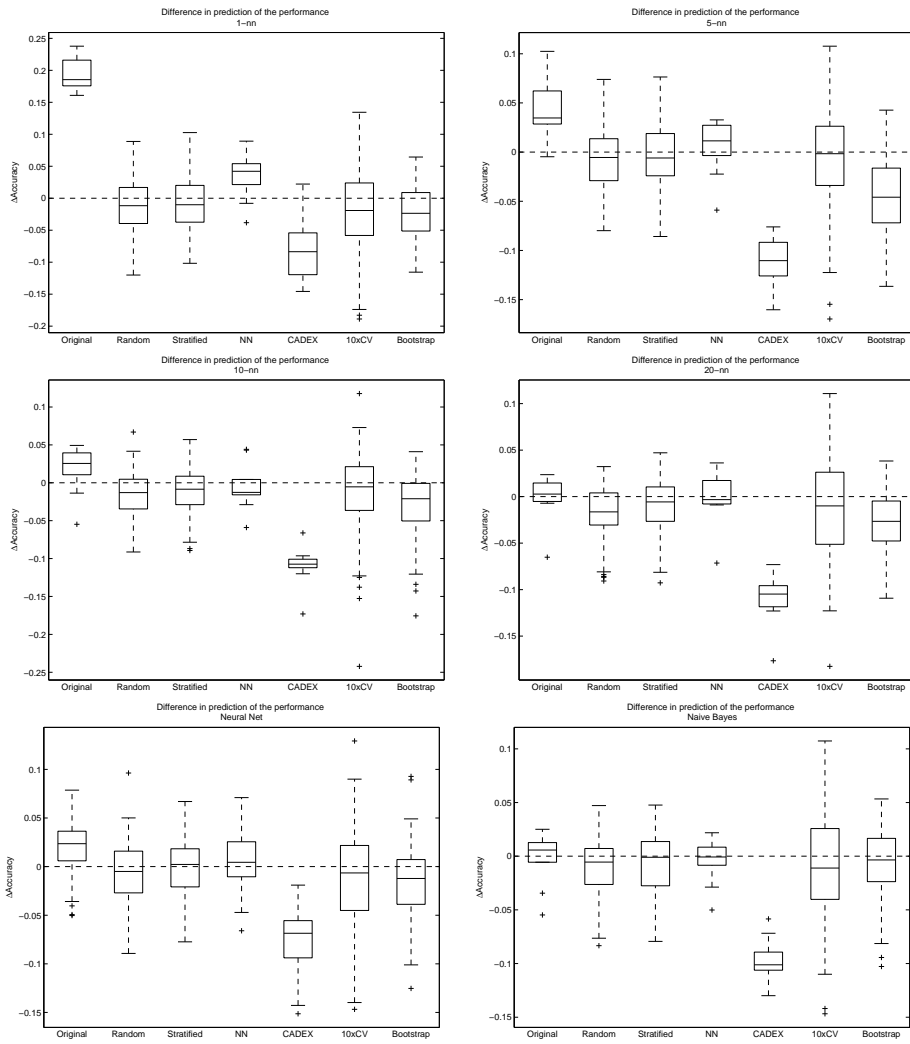 Difference in prediction of the performance
1−nn
0.25
0.2
0.15
0.1
0.05
0
−0.05
−0.1
−0.15
−0.2
ΔAccuracy
Original Random Stratified NN CADEX 10xCV Bootstrap
Difference in prediction of the performance
5−nn
0.1
0.05
0
−0.05
−0.1
−0.15
ΔAccuracy
Original Random Stratified NN CADEX 10xCV Bootstrap
Difference in prediction of the performance
10−nn
0.1
0.05
0
−0.05
−0.1
−0.15
−0.2
−0.25
ΔAccuracy
Original Random Stratified NN CADEX 10xCV Bootstrap
Difference in prediction of the performance
20−nn
0.1
0.05
0
−0.05
−0.1
−0.15
ΔAccuracy
Original Random Stratified NN CADEX 10xCV Bootstrap
Difference in prediction of the performance
Neural Net
0.1
0.05
0
−0.05
−0.1
−0.15
ΔAccuracy
Original Random Stratified NN CADEX 10xCV Bootstrap
Difference in prediction of the performance
Naive Bayes
0.1
0.05
0
−0.05
−0.1
−0.15
ΔAccuracy
Original Random Stratified NN CADEX 10xCV Bootstrap